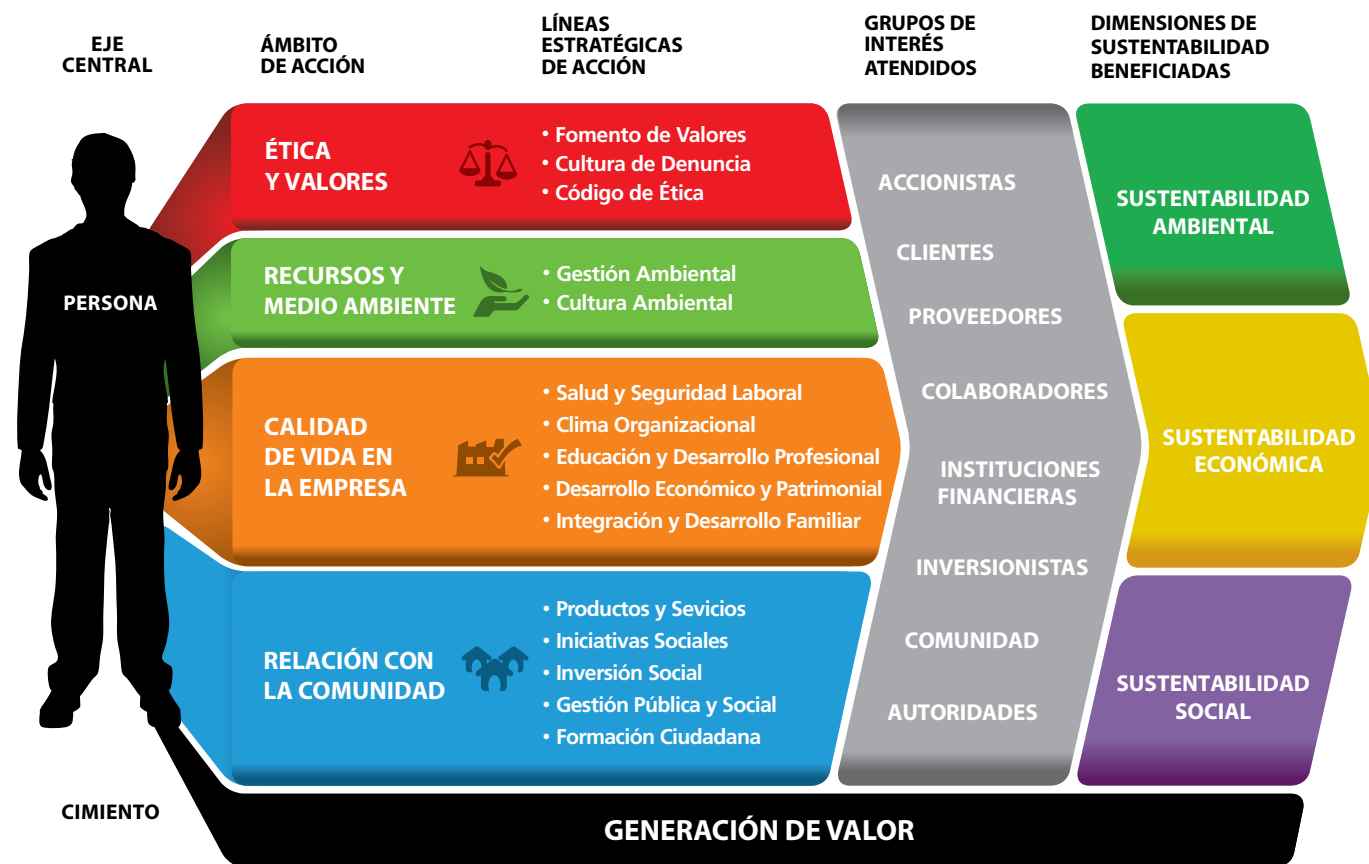 EJE
CENTRAL
ÁMBITO
DE ACCIÓN
LÍNEAS
ESTRATÉGICAS
DE ACCIÓN
GRUPOS DE
INTERÉS
ATENDIDOS
DIMENSIONES DE
SUSTENTABILIDAD
BENEFICIADAS
PERSONA
ÉTICA
Y VALORES
• Fomento de Valores
• Cultura de Denuncia
• Código de Ética
RECURSOS Y
MEDIO AMBIENTE
• Gestión Ambiental
• Cultura Ambiental
CALIDAD
DE VIDA EN
LA EMPRESA
• Salud y Seguridad Laboral
• Clima Organizacional
• Educación y Desarrollo Profesional
• Desarrollo Económico y Patrimonial
• Integración y Desarrollo Familiar
RELACIÓN CON
LA COMUNIDAD
• Productos y Sevicios
• Iniciativas Sociales
• Inversión Social
• Gestión Pública y Social
• Formación Ciudadana
ACCIONISTAS
CLIENTES
PROVEEDORES
COLABORADORES
INSTITUCIONES
FINANCIERAS
INVERSIONISTAS
COMUNIDAD
AUTORIDADES
SUSTENTABILIDAD
AMBIENTAL
SUSTENTABILIDAD
ECONÓMICA
SUSTENTABILIDAD
SOCIAL
CIMIENTO
GENERACIÓN DE VALOR